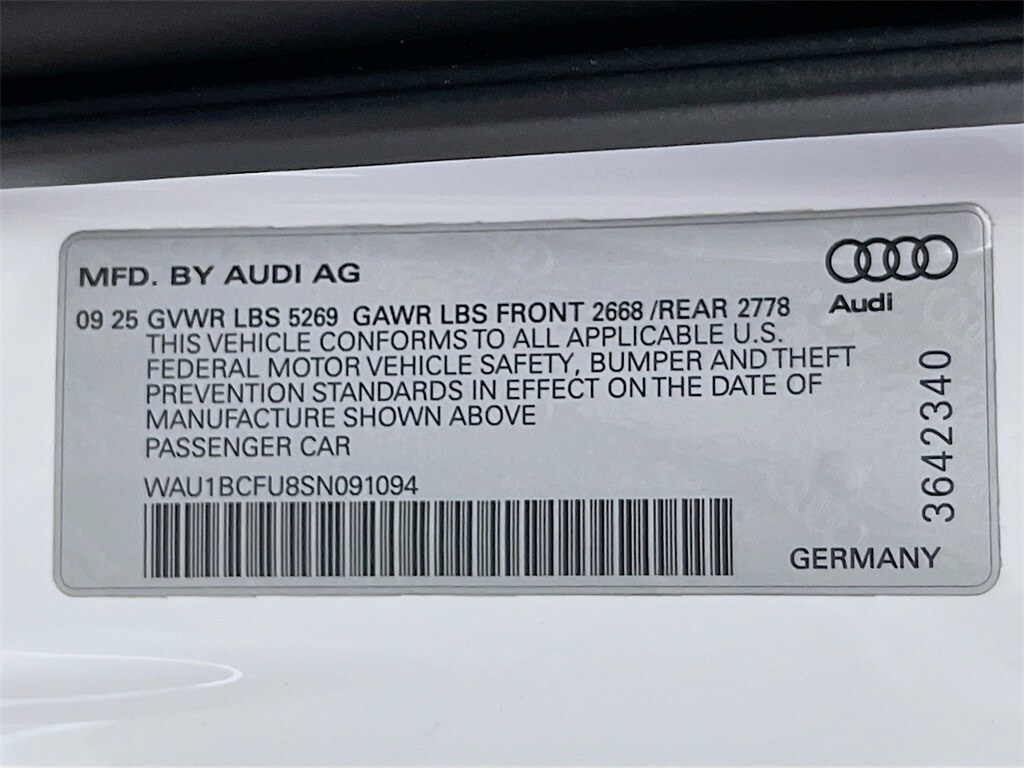 MFD. BY AUDI AG
Audi
09 25 GVWR LBS 5269 GAWR LBS FRONT 2668 /REAR 2778
THIS VEHICLE CONFORMS TO ALL APPLICABLE U.S.
FEDERAL MOTOR VEHICLE SAFETY, BUMPER AND THEFT
PREVENTION STANDARDS IN EFFECT ON THE DATE OF
MANUFACTURE SHOWN ABOVE
PASSENGER CAR
WAU1BCFU8SN091094
3642340
GERMANY